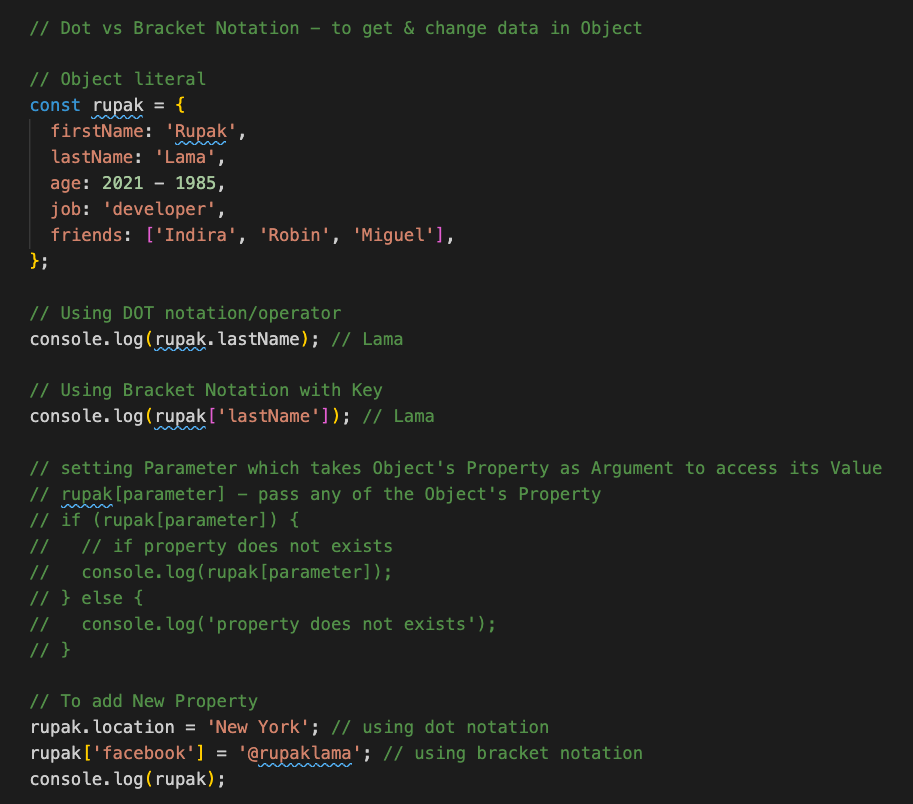 // Dot vs Bracket Notation – to get & change data in Object
// Object literal
const rupak = {
firstName: 'Rupak',
lastName: 'Lama',
age: 2021 - 1985,
job: 'developer',
friends: ['Indira', 'Robin', 'Miguel'],
};
// Using DOT notation/operator
console.log(rupak.lastName); // Lama
// Using Bracket Notation with Key
console.log(rupak['lastName']); // Lama
// setting Parameter which takes Object's Property as Argument to access its Value
// rupak[parameter] – pass any of the Object's Property
// if (rupak[parameter]) {
//   // if property does not exists
//   console.log(rupak[parameter]);
// } else {
//   console.log('property does not exists');
// }
// To add New Property
rupak.location = 'New York'; // using dot notation
rupak['facebook'] = '@rupaklama'; // using bracket notation
console.log(rupak);